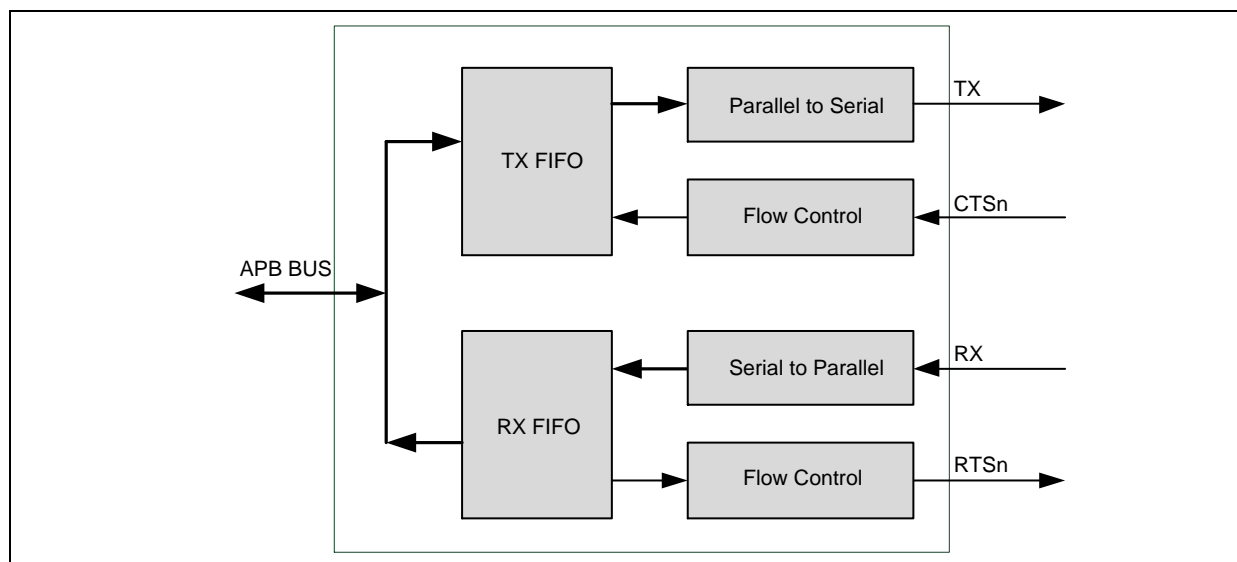 TX
Parallel to Serial
TX FIFO
CTSn
Flow Control
APB BUS
RX
Serial to Parallel
RX FIFO
RTSn
Flow Control